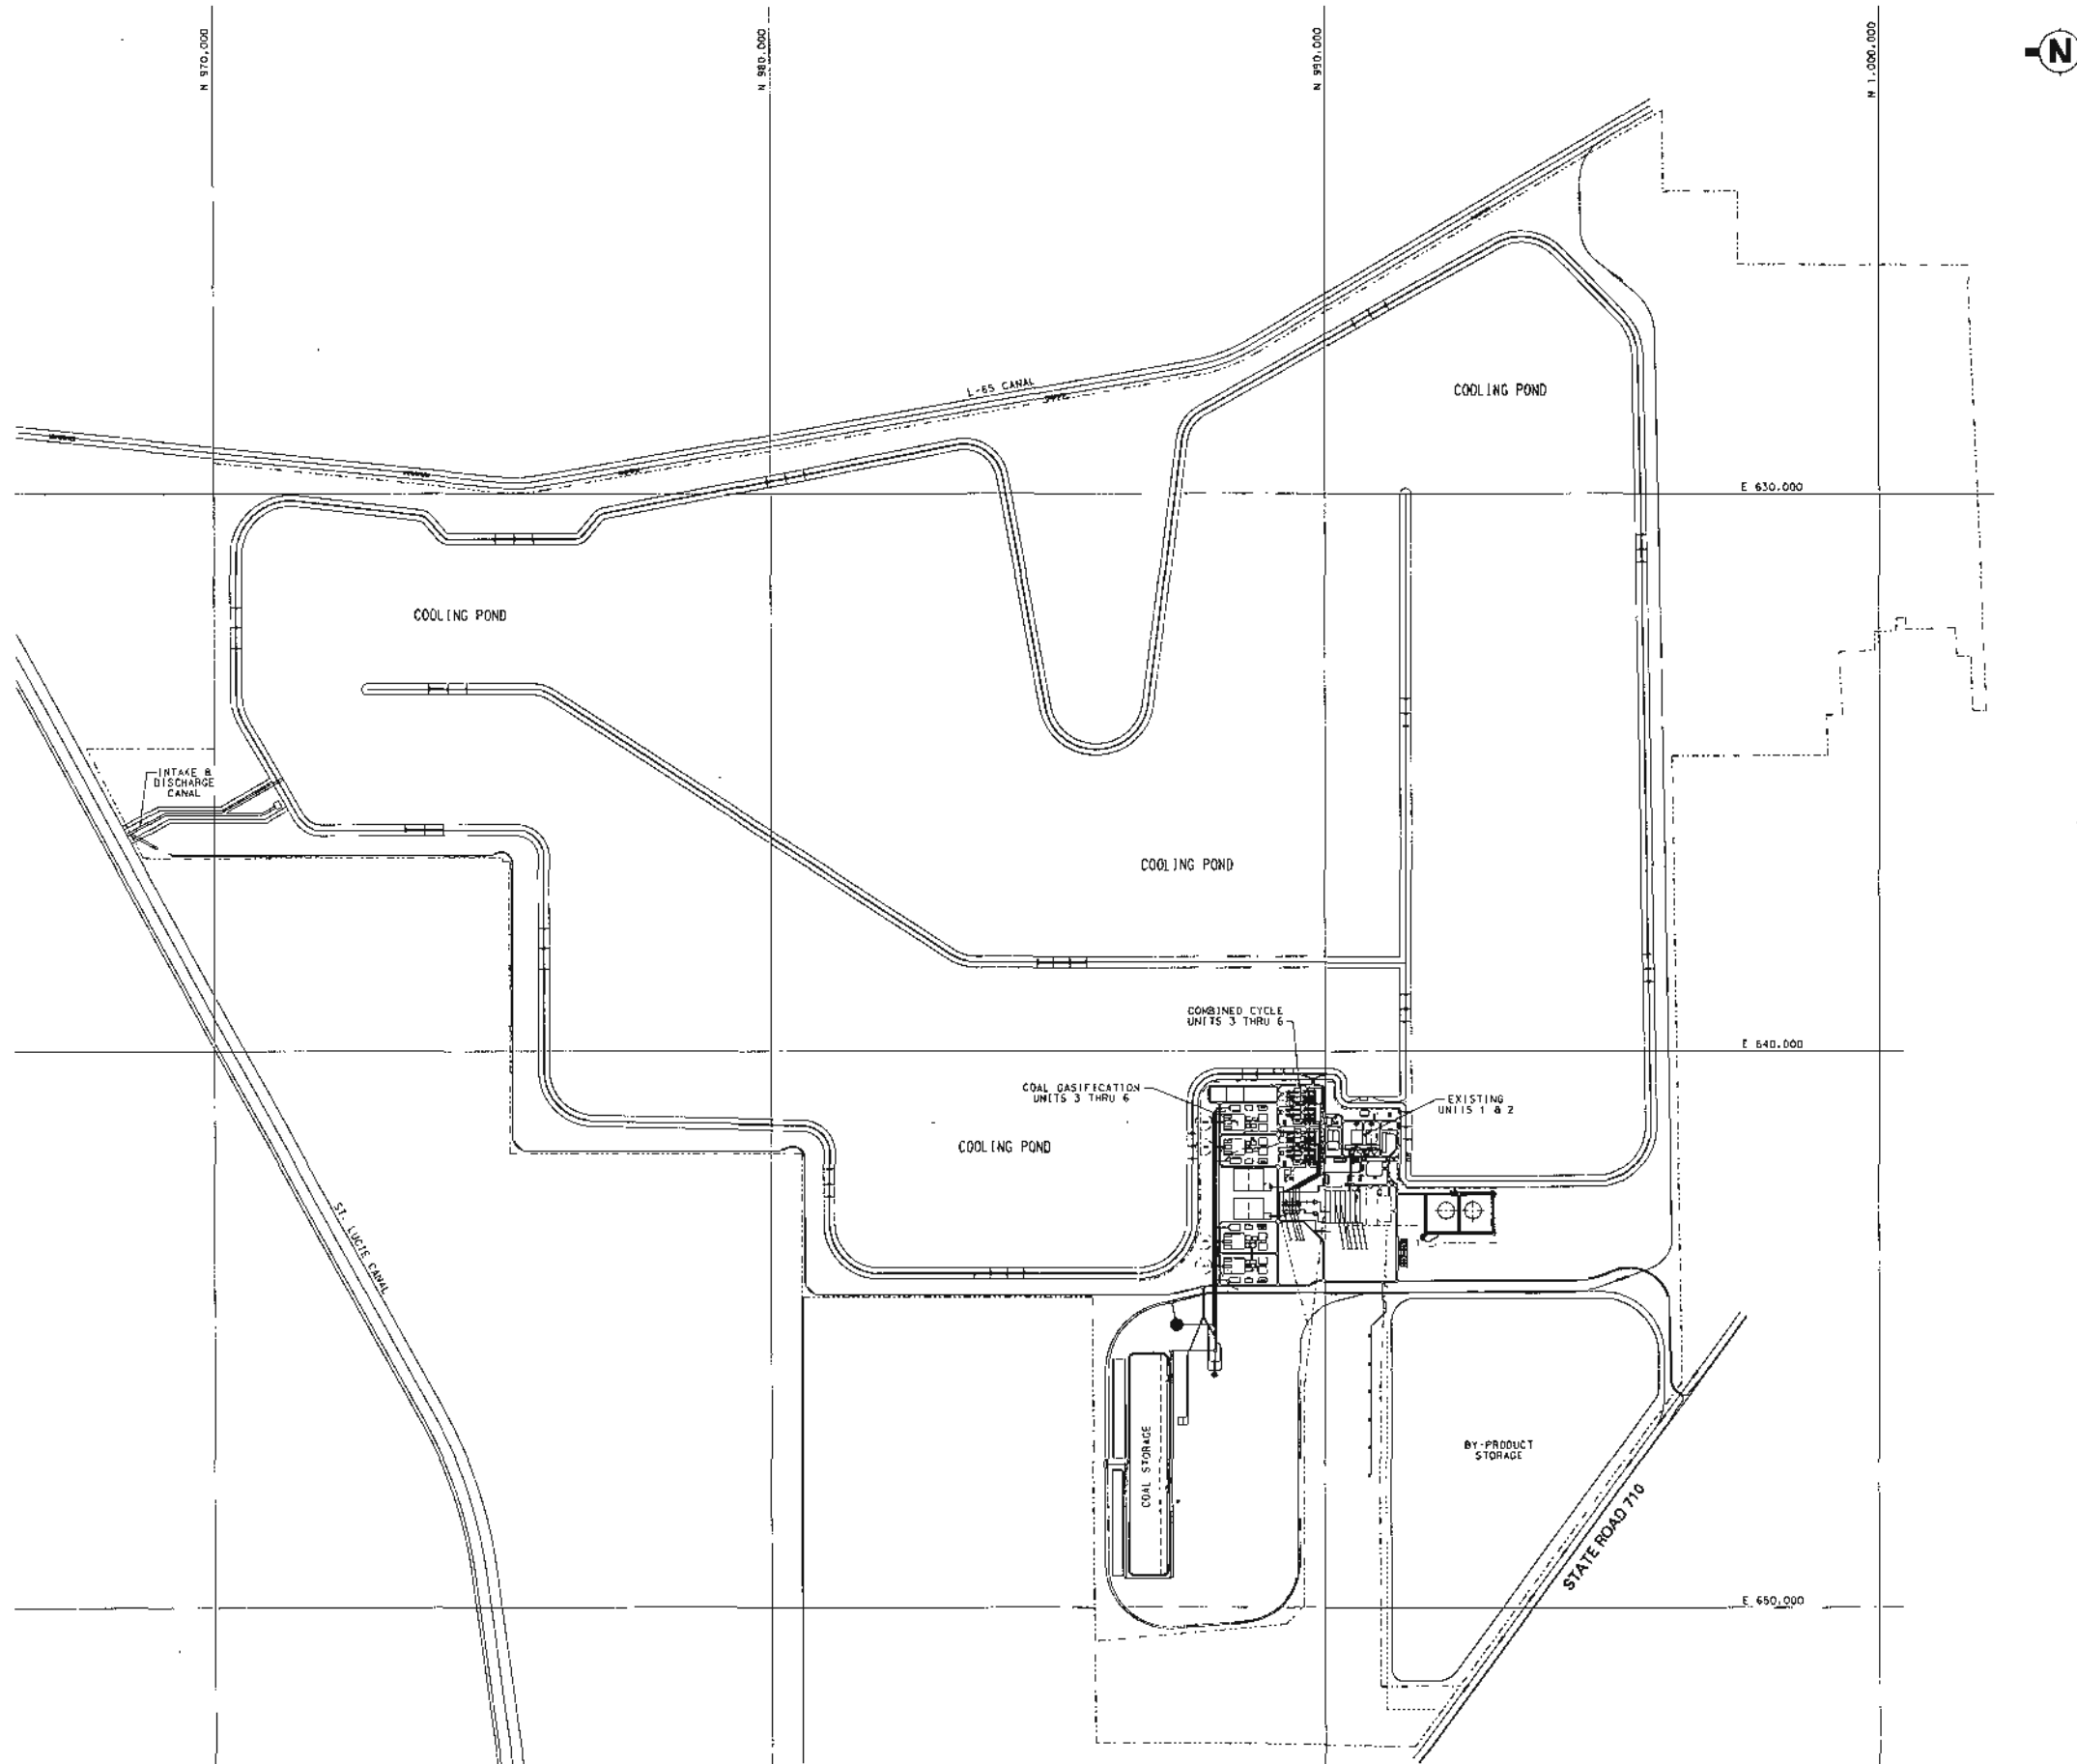 N 970,000
N 980,000
N 990,000
N 1,000,000
N
L-65 CANAL
COOLING POND
E 630,000
COOLING POND
INTAKE &
DISCHARGE
CANAL
COOLING POND
COMBINED CYCLE
UNITS 3 THRU 6
E 640,000
COAL GASIFICATION
UNITS 3 THRU 6
EXISTING
UNITS 1 & 2
COOLING POND
ST. LUCIE CANAL
COAL STORAGE
BY-PRODUCT
STORAGE
STATE ROAD 710
E 650,000